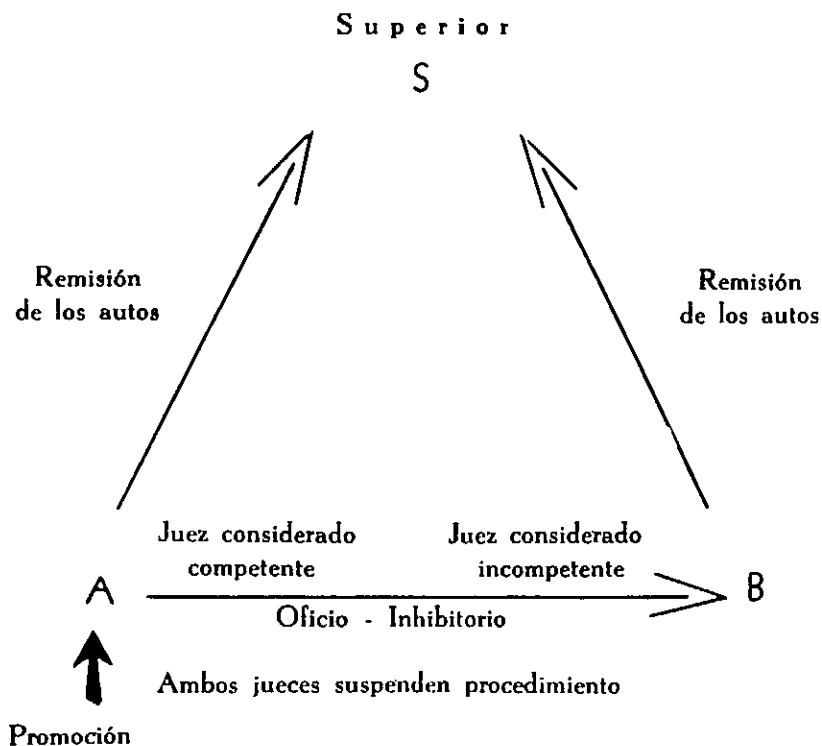 Superior
S
Remisión
de los autos
Remisión
de los autos
Juez considerado
competente
Juez considerado
incompetente
A
B
Oficio - Inhibitorio
Ambos jueces suspenden procedimiento
Promoción